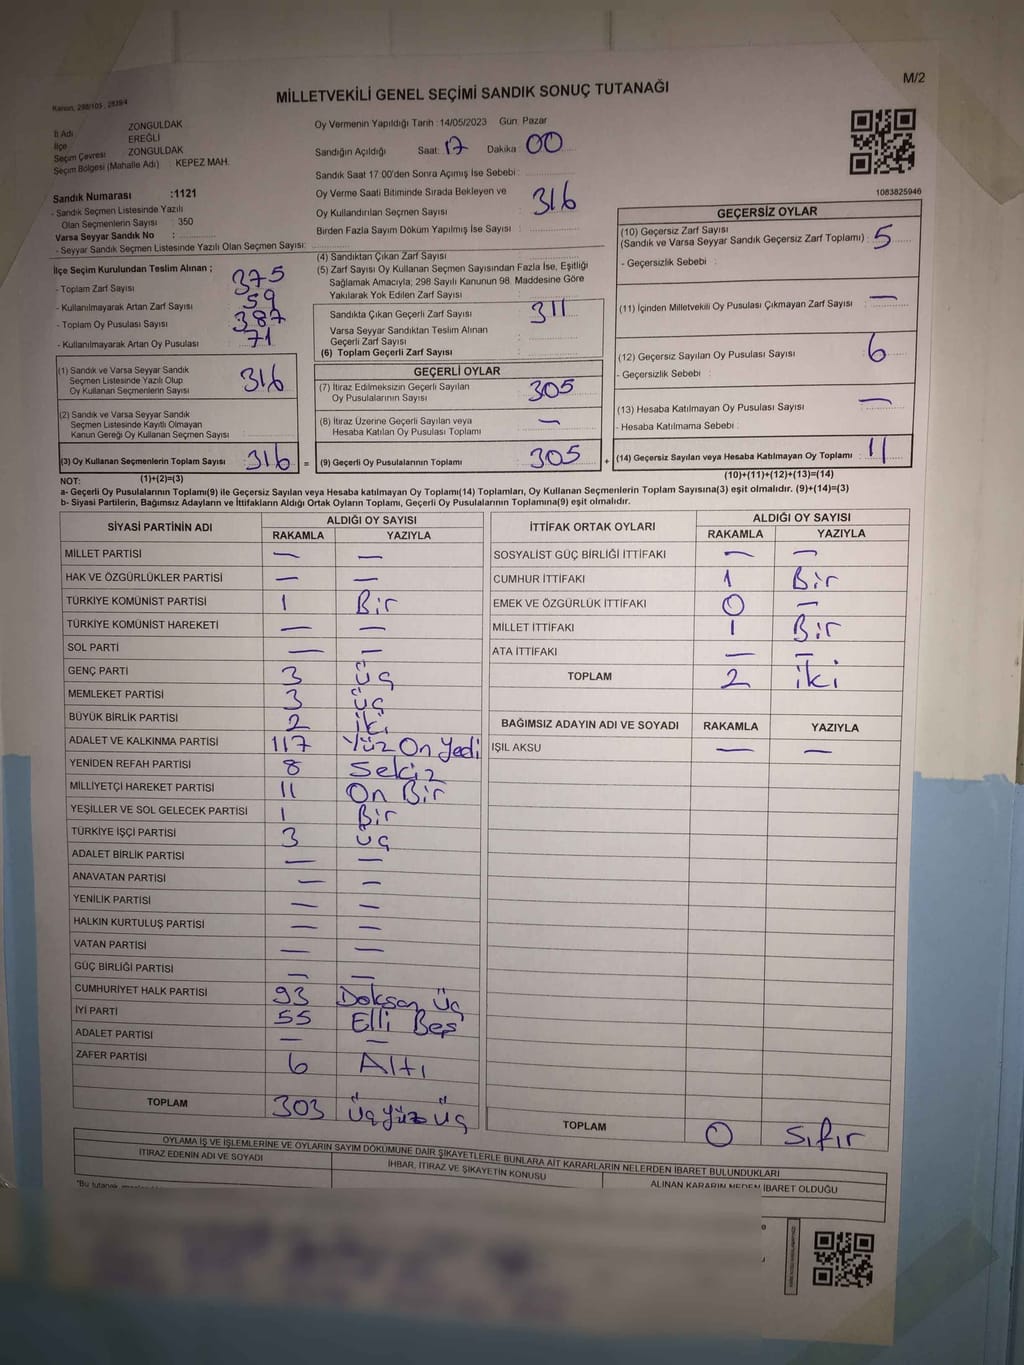 Kanun, 298/105 , 2839/4
M/2
MİLLETVEKİLİ GENEL SEÇİMİ SANDIK SONUÇ TUTANAĞI
İl Adı ZONGULDAK
İlçe EREĞLİ
Seçim Çevresi ZONGULDAK
Seçim Bölgesi (Mahalle Adı) : KEPEZ MAH.
Sandık Numarası :1121
- Sandık Seçmen Listesinde Yazılı
Olan Seçmenlerin Sayısı : 350
Varsa Seyyar Sandık No :
- Seyyar Sandık Seçmen Listesinde Yazılı Olan Seçmen Sayısı:
Oy Vermenin Yapıldığı Tarih :14/05/2023 Gün: Pazar
Sandığın Açıldığı Saat: 17 Dakika: 00
Sandık Saat 17:00'den Sonra Açımış İse Sebebi :
Oy Verme Saati Bitiminde Sırada Bekleyen ve
Oy Kullandırılan Seçmen Sayısı : 316
Birden Fazla Sayım Döküm Yapılmış İse Sayısı :
1083825946
İlçe Seçim Kurulundan Teslim Alınan ;
- Toplam Zarf Sayısı : 375
- Kullanılmayarak Artan Zarf Sayısı : 59
- Toplam Oy Pusulası Sayısı : 387
- Kullanılmayarak Artan Oy Pusulası : 71
(1) Sandık ve Varsa Seyyar Sandık
Seçmen Listesinde Yazılı Olup
Oy Kullanan Seçmenlerin Sayısı 316
(2) Sandık ve Varsa Seyyar Sandık
Seçmen Listesinde Kayıtlı Olmayan
Kanun Gereği Oy Kullanan Seçmen Sayısı
(3) Oy Kullanan Seçmenlerin Toplam Sayısı 316 =
(4) Sandıktan Çıkan Zarf Sayısı :
(5) Zarf Sayısı Oy Kullanan Seçmen Sayısından Fazla İse, Eşitliği
Sağlamak Amacıyla, 298 Sayılı Kanunun 98. Maddesine Göre
Yakılarak Yok Edilen Zarf Sayısı :
Sandıkta Çıkan Geçerli Zarf Sayısı : 311
Varsa Seyyar Sandıktan Teslim Alınan
Geçerli Zarf Sayısı :
(6) Toplam Geçerli Zarf Sayısı :
GEÇERLİ OYLAR
(7) İtiraz Edilmeksizin Geçerli Sayılan
Oy Pusulalarının Sayısı : 305
(8) İtiraz Üzerine Geçerli Sayılan veya
Hesaba Katılan Oy Pusulası Toplamı : —
(9) Geçerli Oy Pusulalarının Toplamı : 305 +
GEÇERSİZ OYLAR
(10) Geçersiz Zarf Sayısı
(Sandık ve Varsa Seyyar Sandık Geçersiz Zarf Toplamı) : 5
- Geçersizlik Sebebi :
(11) İçinden Milletvekili Oy Pusulası Çıkmayan Zarf Sayısı : —
(12) Geçersiz Sayılan Oy Pusulası Sayısı : 6
- Geçersizlik Sebebi :
(13) Hesaba Katılmayan Oy Pusulası Sayısı : —
- Hesaba Katılmama Sebebi :
(14) Geçersiz Sayılan veya Hesaba Katılmayan Oy Toplamı : 11
NOT: (1)+(2)=(3) (10)+(11)+(12)+(13)=(14)
a- Geçerli Oy Pusulalarının Toplamı(9) ile Geçersiz Sayılan veya Hesaba katılmayan Oy Toplamı(14) Toplamları, Oy Kullanan Seçmenlerin Toplam Sayısına(3) eşit olmalıdır. (9)+(14)=(3)
b- Siyasi Partilerin, Bağımsız Adayların ve İttifakların Aldığı Ortak Oyların Toplamı, Geçerli Oy Pusulalarının Toplamına(9) eşit olmalıdır.
SİYASİ PARTİNİN ADI ALDIĞI OY SAYISI
RAKAMLA YAZIYLA
MİLLET PARTİSİ — —
HAK VE ÖZGÜRLÜKLER PARTİSİ — —
TÜRKİYE KOMÜNİST PARTİSİ 1 Bir
TÜRKİYE KOMÜNİST HAREKETİ — —
SOL PARTİ — —
GENÇ PARTİ 3 Üç
MEMLEKET PARTİSİ 3 Üç
BÜYÜK BİRLİK PARTİSİ 2 İki
ADALET VE KALKINMA PARTİSİ 117 Yüz On Yedi
YENİDEN REFAH PARTİSİ 8 Sekiz
MİLLİYETÇİ HAREKET PARTİSİ 11 On Bir
YEŞİLLER VE SOL GELECEK PARTİSİ 1 Bir
TÜRKİYE İŞÇİ PARTİSİ 3 Üç
ADALET BİRLİK PARTİSİ — —
ANAVATAN PARTİSİ — —
YENİLİK PARTİSİ — —
HALKIN KURTULUŞ PARTİSİ — —
VATAN PARTİSİ — —
GÜÇ BİRLİĞİ PARTİSİ — —
CUMHURİYET HALK PARTİSİ 93 Doksan Üç
İYİ PARTİ 55 Elli Beş
ADALET PARTİSİ — —
ZAFER PARTİSİ 6 Altı
TOPLAM 303 Üçyüz Üç
İTTİFAK ORTAK OYLARI ALDIĞI OY SAYISI
RAKAMLA YAZIYLA
SOSYALİST GÜÇ BİRLİĞİ İTTİFAKI — —
CUMHUR İTTİFAKI 1 Bir
EMEK VE ÖZGÜRLÜK İTTİFAKI 0 —
MİLLET İTTİFAKI 1 Bir
ATA İTTİFAKI — —
TOPLAM 2 İki
BAĞIMSIZ ADAYIN ADI VE SOYADI RAKAMLA YAZIYLA
IŞIL AKSU — —
TOPLAM 0 Sıfır
OYLAMA İŞ VE İŞLEMLERİNE VE OYLARIN SAYIM DÖKÜMÜNE DAİR ŞİKAYETLERLE BUNLARA AİT KARARLARIN NELERDEN İBARET BULUNDUKLARI
İTİRAZ EDENİN ADI VE SOYADI İHBAR, İTİRAZ VE ŞİKAYETİN KONUSU ALINAN KARARIN NEDEN İBARET OLDUĞU
"Bu tutanak